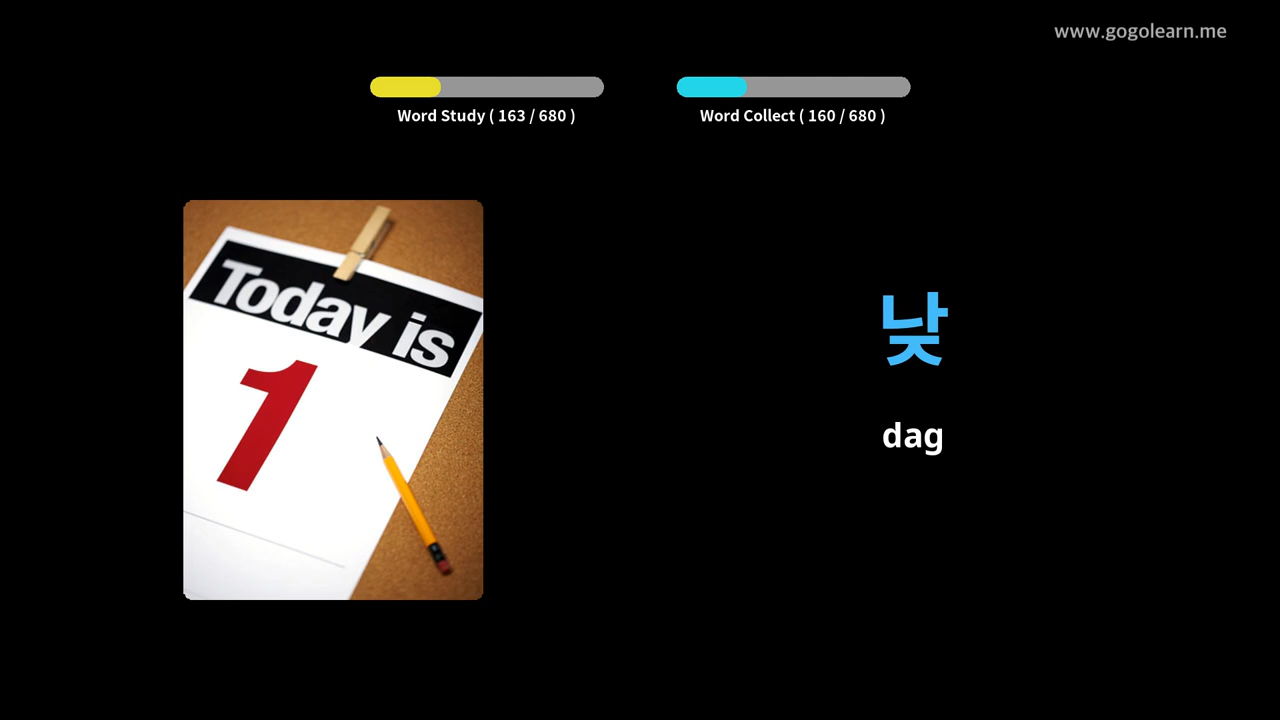 www.gogolearn.me
Word Study ( 163 / 680 )
Word Collect ( 160 / 680 )
Today is
1
낮
dag